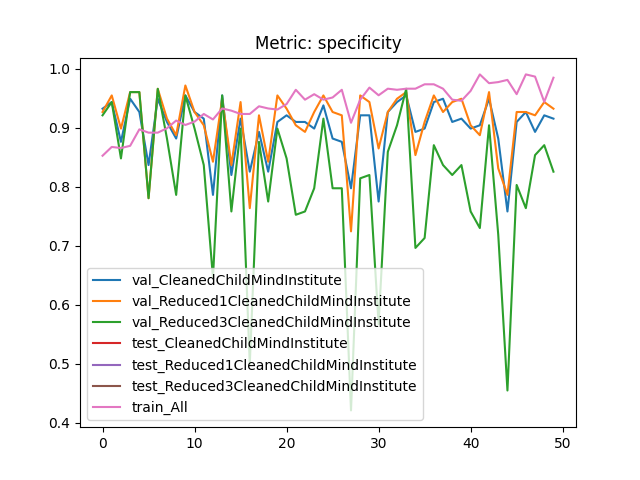 Metric: specificity
1.0
0.9
0.8
0.7
0.6
0.5
0.4
val_CleanedChildMindInstitute
val_Reduced1CleanedChildMindInstitute
val_Reduced3CleanedChildMindInstitute
test_CleanedChildMindInstitute
test_Reduced1CleanedChildMindInstitute
test_Reduced3CleanedChildMindInstitute
train_All
0 10 20 30 40 50